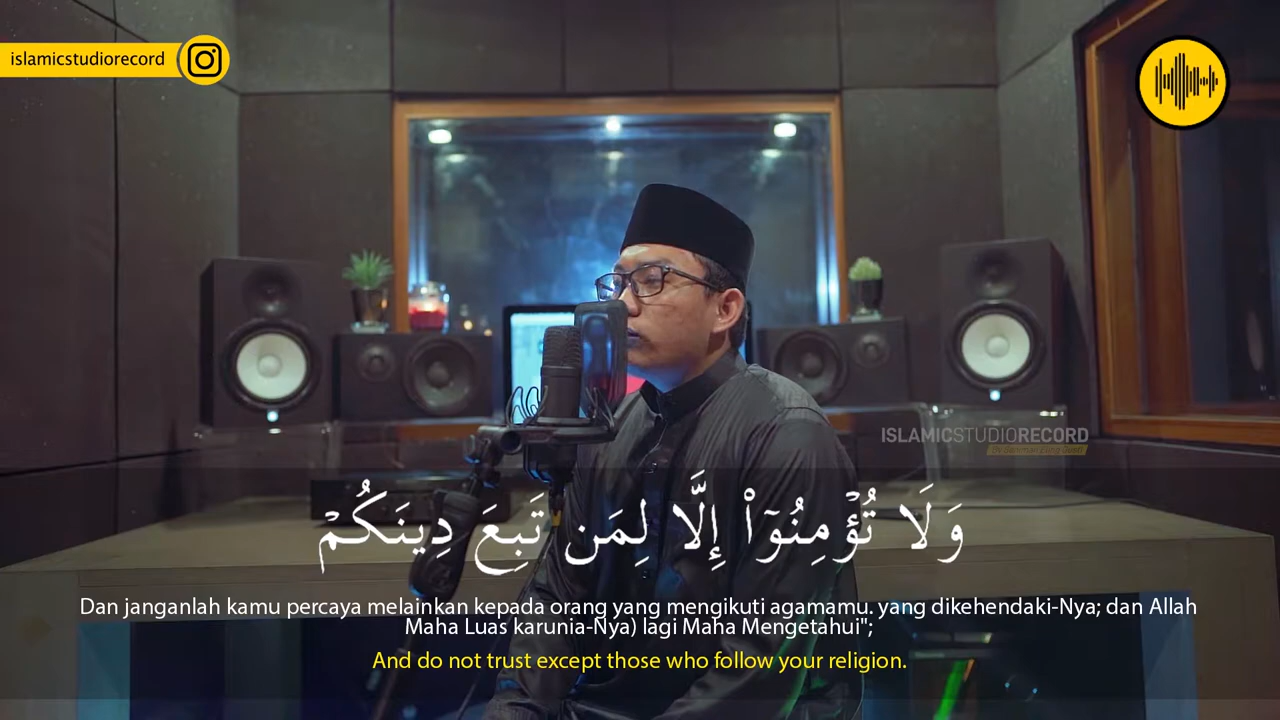 islamicstudiorecord
ISLAMICSTUDIORECORD
وَلَا تُؤْمِنُوٓا۟ إِلَّا لِمَن تَبِعَ دِينَكُمْ
Dan janganlah kamu percaya melainkan kepada orang yang mengikuti agamamu. yang dikehendaki-Nya; dan Allah
Maha Luas karunia-Nya) lagi Maha Mengetahui";
And do not trust except those who follow your religion.